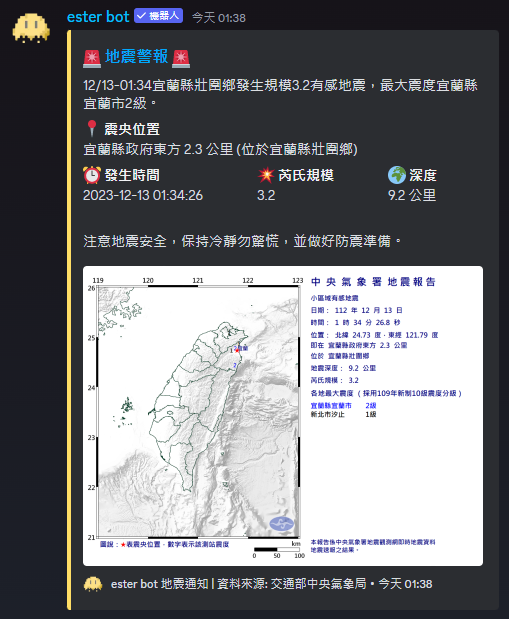 ester bot ✓ 機器人 今天 01:38
🚨 地震警報 🚨
12/13-01:34宜蘭縣壯圍鄉發生規模3.2有感地震，最大震度宜蘭縣
宜蘭市2級。
📍 震央位置
宜蘭縣政府東方 2.3 公里 (位於宜蘭縣壯圍鄉)
⏰ 發生時間 💥 芮氏規模 🌍 深度
2023-12-13 01:34:26 3.2 9.2 公里
注意地震安全，保持冷靜勿驚慌，並做好防震準備。
119 120 121 122 123
26
25
24
23
22
21
1
2宜蘭
2
圖說：★表震央位置，數字表示該測站震度
km
0 50 100
中央氣象署地震報告
小區域有感地震
日期： 112 年 12 月 13 日
時間： 1 時 34 分 26.8 秒
位置： 北緯 24.73 度，東經 121.79 度
即在 宜蘭縣政府東方 2.3 公里
位於 宜蘭縣壯圍鄉
地震深度： 9.2 公里
芮氏規模： 3.2
各地最大震度（採用109年新制10級震度分級）
宜蘭縣宜蘭市 2級
新北市汐止 1級
本報告係中央氣象署地震觀測網即時地震資料
地震速報之結果。
ester bot 地震通知 | 資料來源: 交通部中央氣象局 • 今天 01:38